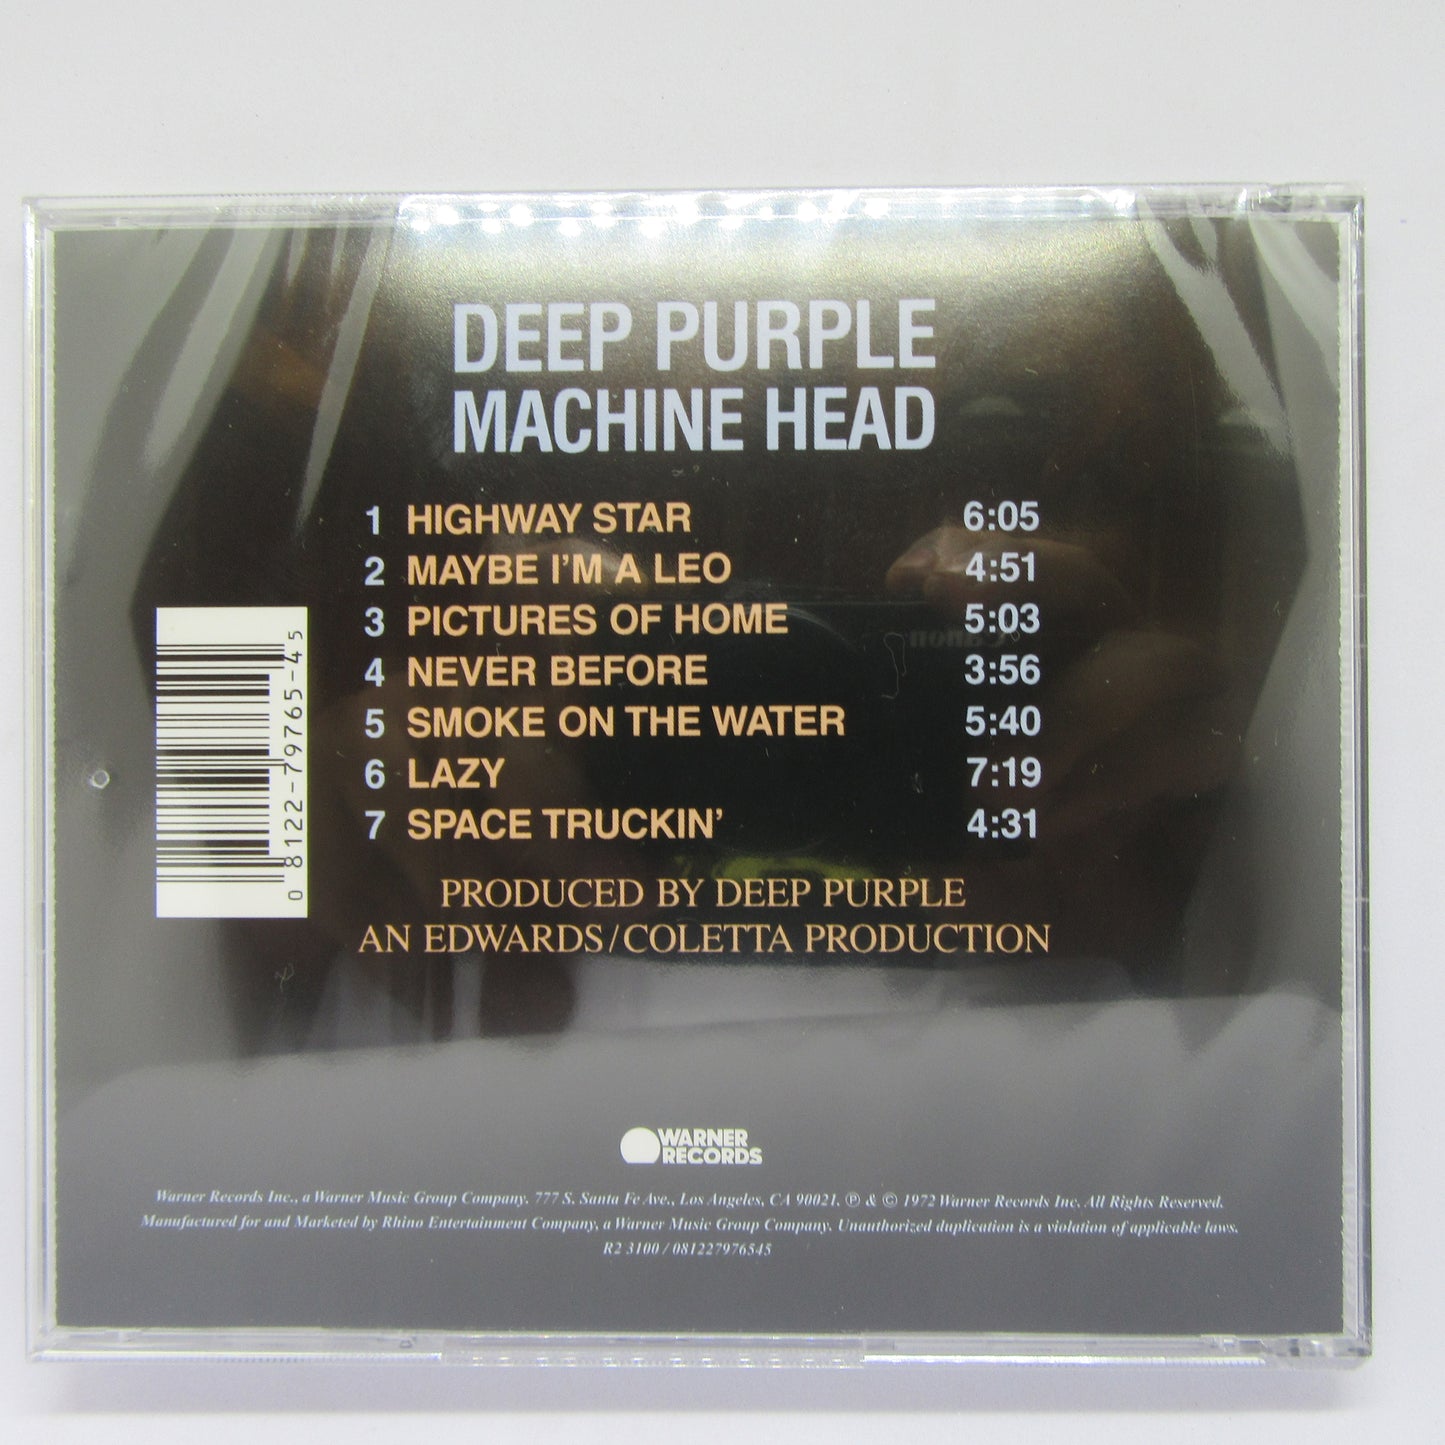 DEEP PURPLE
MACHINE HEAD
1 HIGHWAY STAR 6:05
2 MAYBE I'M A LEO 4:51
3 PICTURES OF HOME 5:03
4 NEVER BEFORE 3:56
5 SMOKE ON THE WATER 5:40
6 LAZY 7:19
7 SPACE TRUCKIN' 4:31
0 81122-79765-4 5
PRODUCED BY DEEP PURPLE
AN EDWARDS/COLETTA PRODUCTION
WARNER
RECORDS
Warner Records Inc., a Warner Music Group Company, 777 S. Santa Fe Ave., Los Angeles, CA 90021. ℗ & © 1972 Warner Records Inc. All Rights Reserved.
Manufactured for and Marketed by Rhino Entertainment Company, a Warner Music Group Company. Unauthorized duplication is a violation of applicable laws.
R2 3100 / 081227976545
Canon